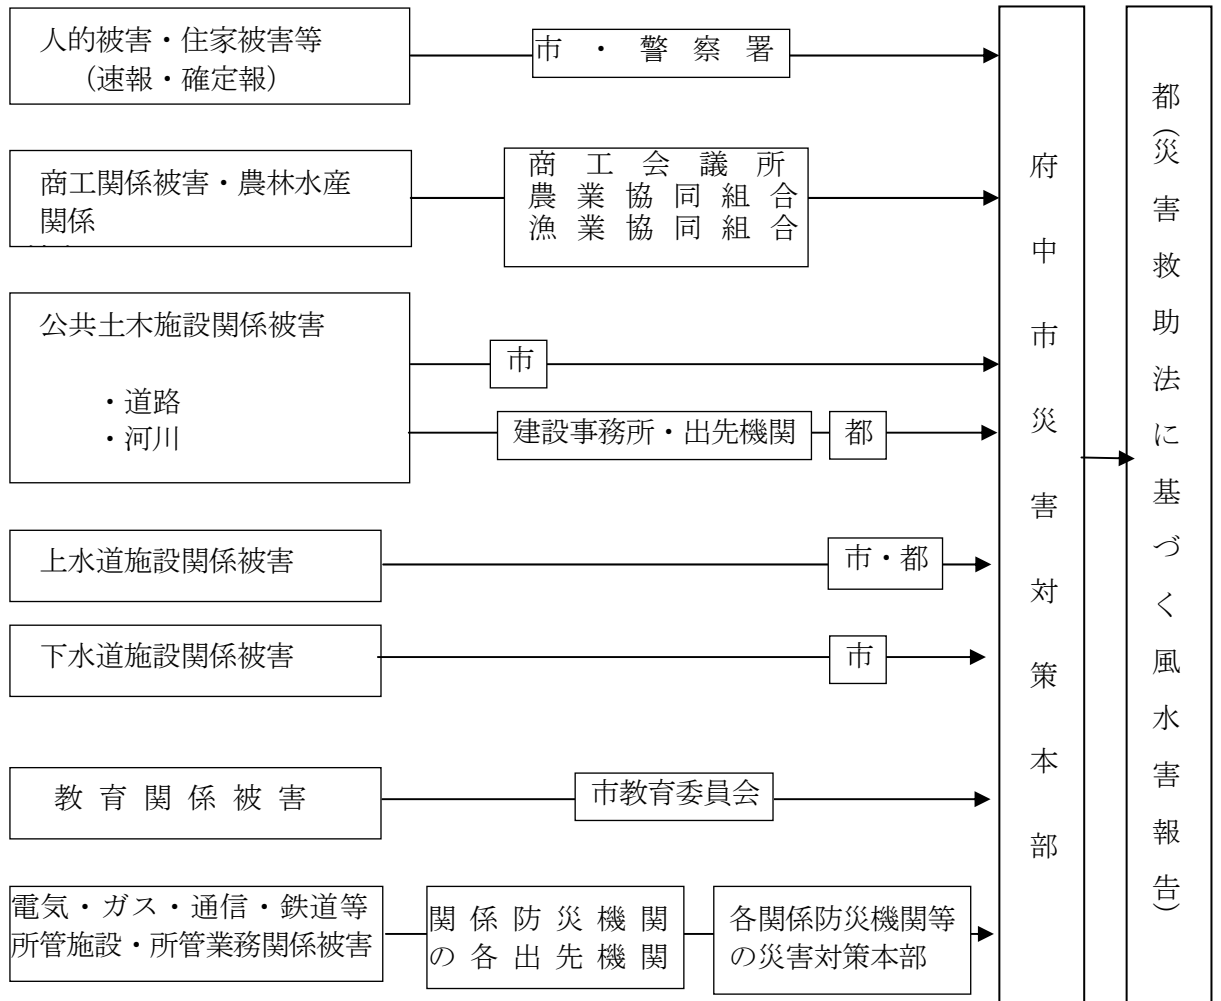 人的被害・住家被害等
（速報・確定報）
市・警察署
商工関係被害・農林水産
関係
商工会議所
農業協同組合
漁業協同組合
公共土木施設関係被害
・道路
・河川
市
建設事務所・出先機関
都
上水道施設関係被害
市・都
下水道施設関係被害
市
教育関係被害
市教育委員会
電気・ガス・通信・鉄道等
所管施設・所管業務関係被害
関係防災機関
の各出先機関
各関係防災機関等
の災害対策本部
府中市災害対策本部
都(災害救助法に基づく風水害報告)